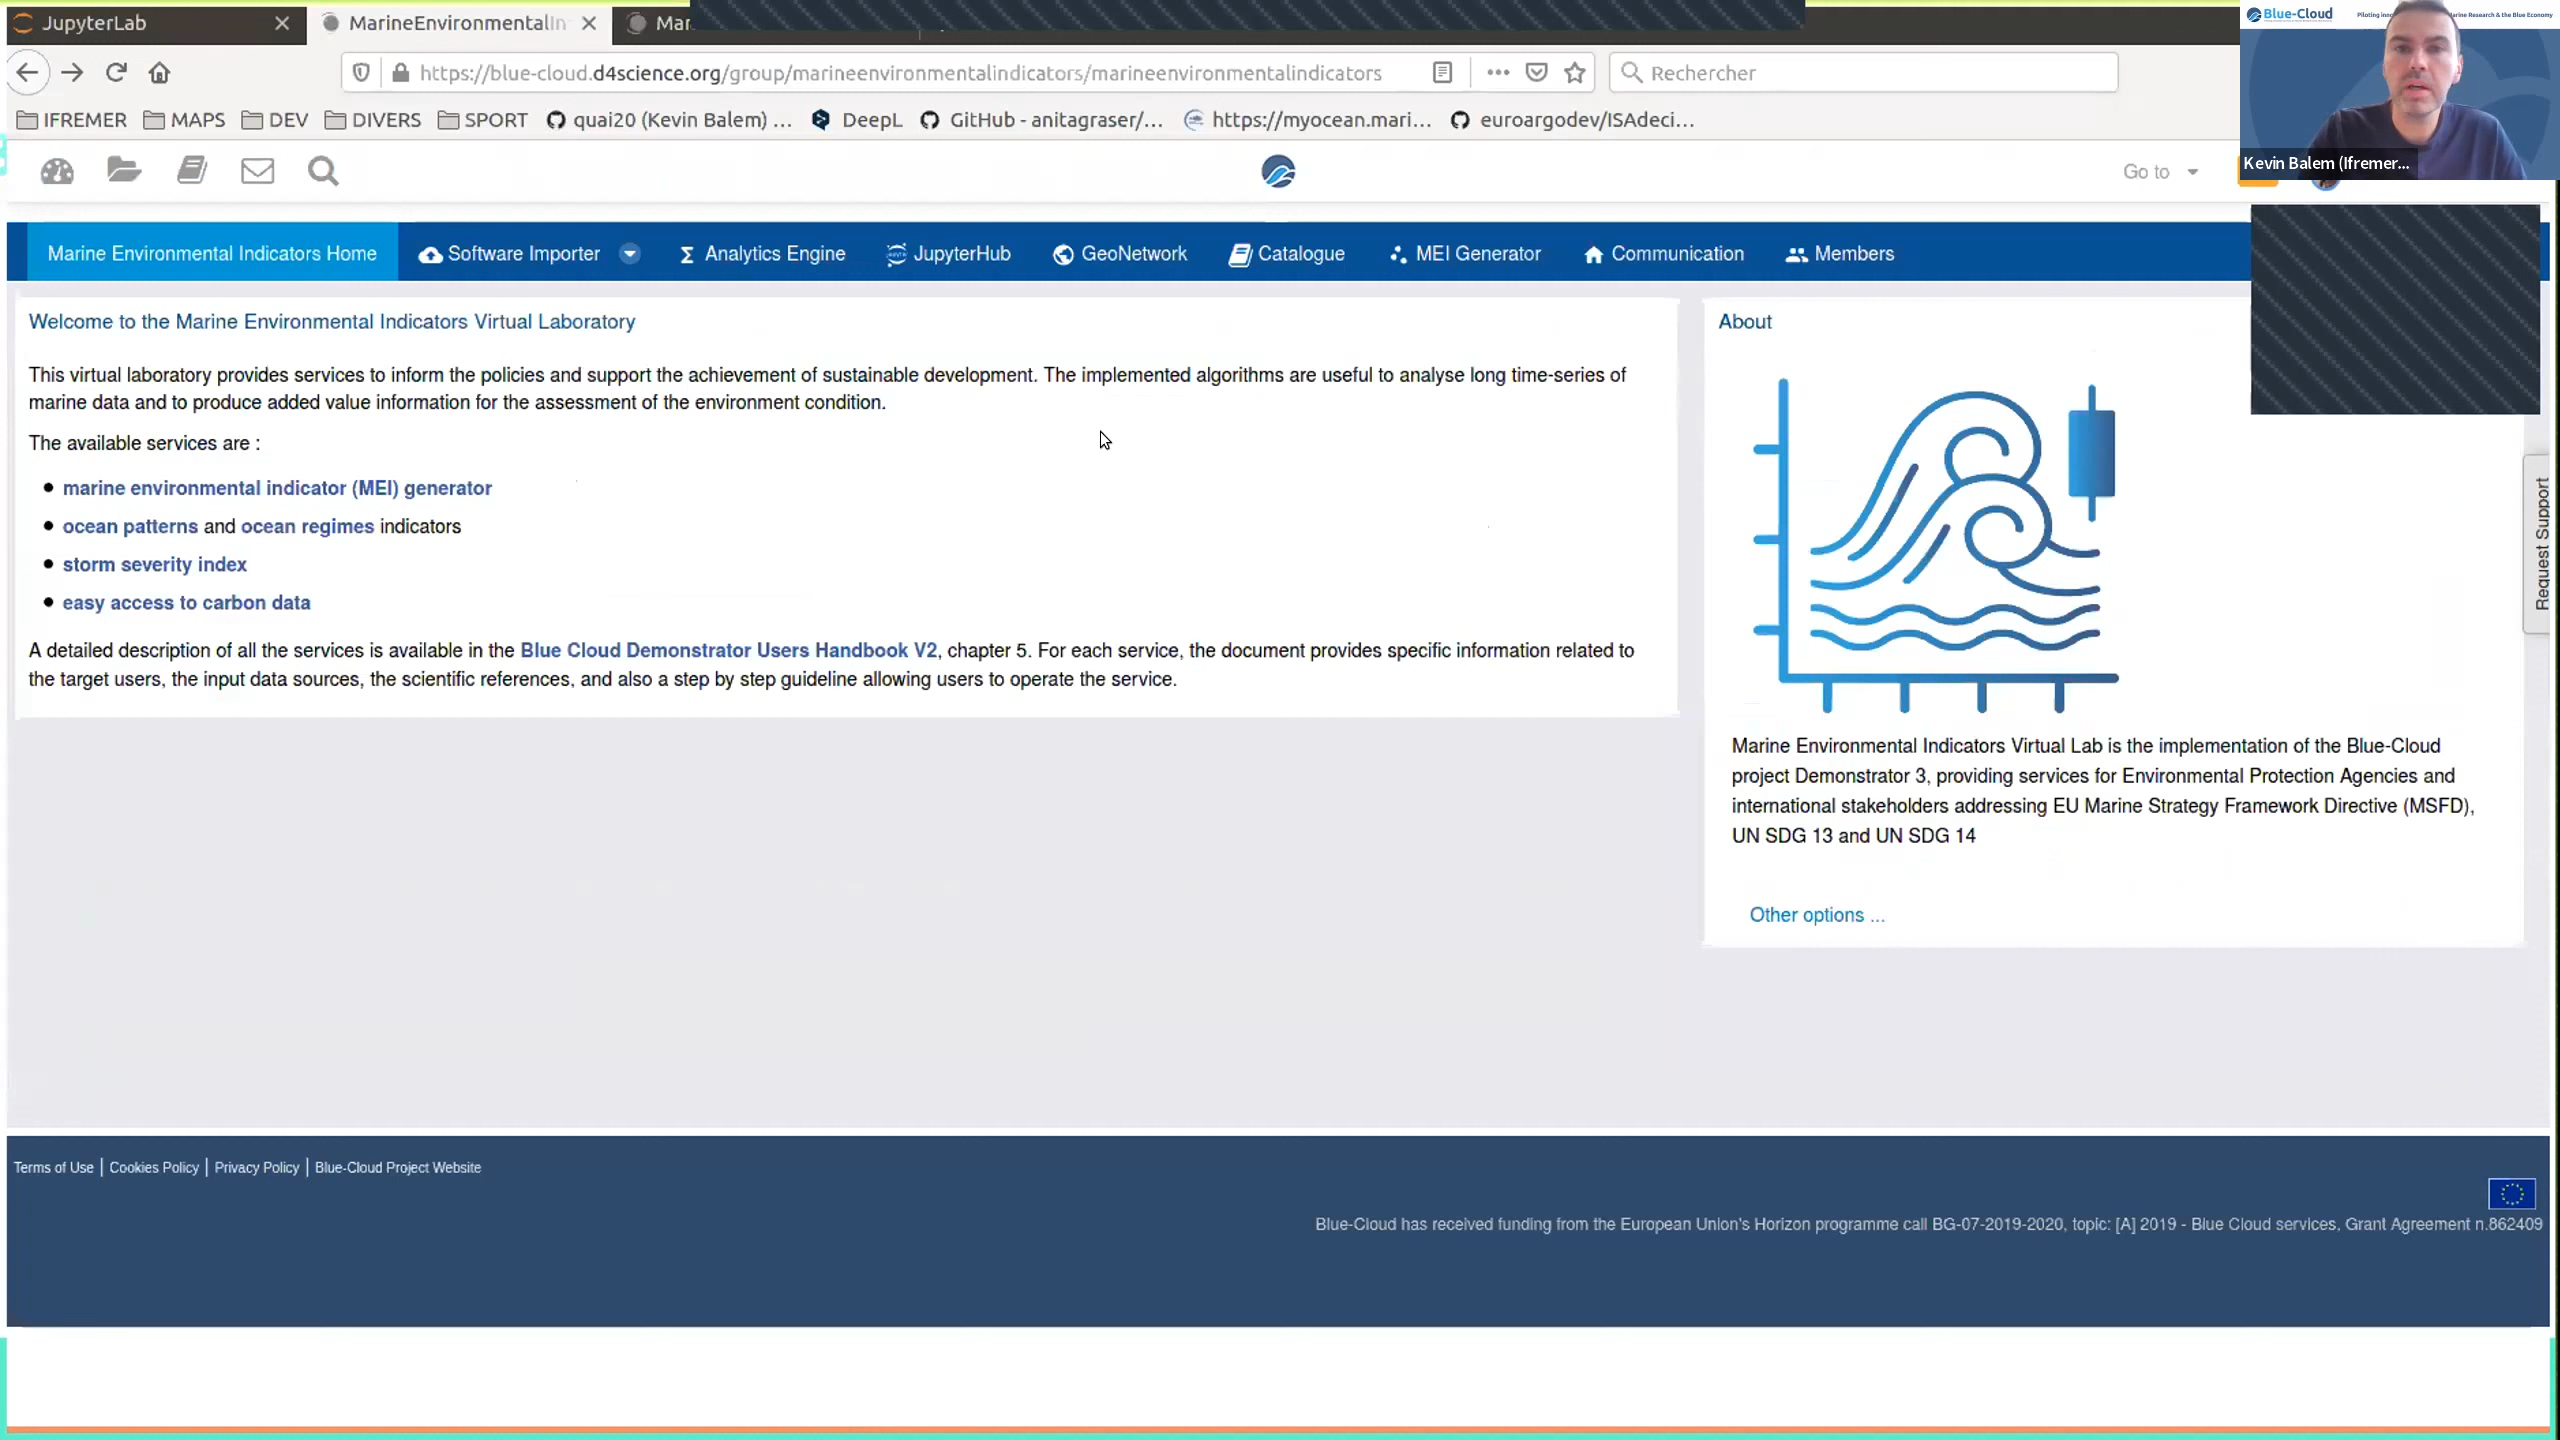 JupyterLab
MarineEnvironmentalIn
Mar
https://blue-cloud.d4science.org/group/marineenvironmentalindicators/marineenvironmentalindicators
Rechercher
IFREMER MAPS DEV DIVERS SPORT quai20 (Kevin Balem) ... DeepL GitHub - anitagraser/... https://myocean.mari... euroargodev/ISAdeci...
Blue-Cloud
Marine Research & the Blue Economy
Kevin Balem (Ifremer...
Go to
Marine Environmental Indicators Home Software Importer Analytics Engine JupyterHub GeoNetwork Catalogue MEI Generator Communication Members
Welcome to the Marine Environmental Indicators Virtual Laboratory
This virtual laboratory provides services to inform the policies and support the achievement of sustainable development. The implemented algorithms are useful to analyse long time-series of
marine data and to produce added value information for the assessment of the environment condition.
The available services are :
marine environmental indicator (MEI) generator
ocean patterns and ocean regimes indicators
storm severity index
easy access to carbon data
A detailed description of all the services is available in the Blue Cloud Demonstrator Users Handbook V2, chapter 5. For each service, the document provides specific information related to
the target users, the input data sources, the scientific references, and also a step by step guideline allowing users to operate the service.
About
Marine Environmental Indicators Virtual Lab is the implementation of the Blue-Cloud
project Demonstrator 3, providing services for Environmental Protection Agencies and
international stakeholders addressing EU Marine Strategy Framework Directive (MSFD),
UN SDG 13 and UN SDG 14
Other options ...
Request Support
Terms of Use | Cookies Policy | Privacy Policy | Blue-Cloud Project Website
Blue-Cloud has received funding from the European Union's Horizon programme call BG-07-2019-2020, topic: [A] 2019 - Blue Cloud services, Grant Agreement n.862409